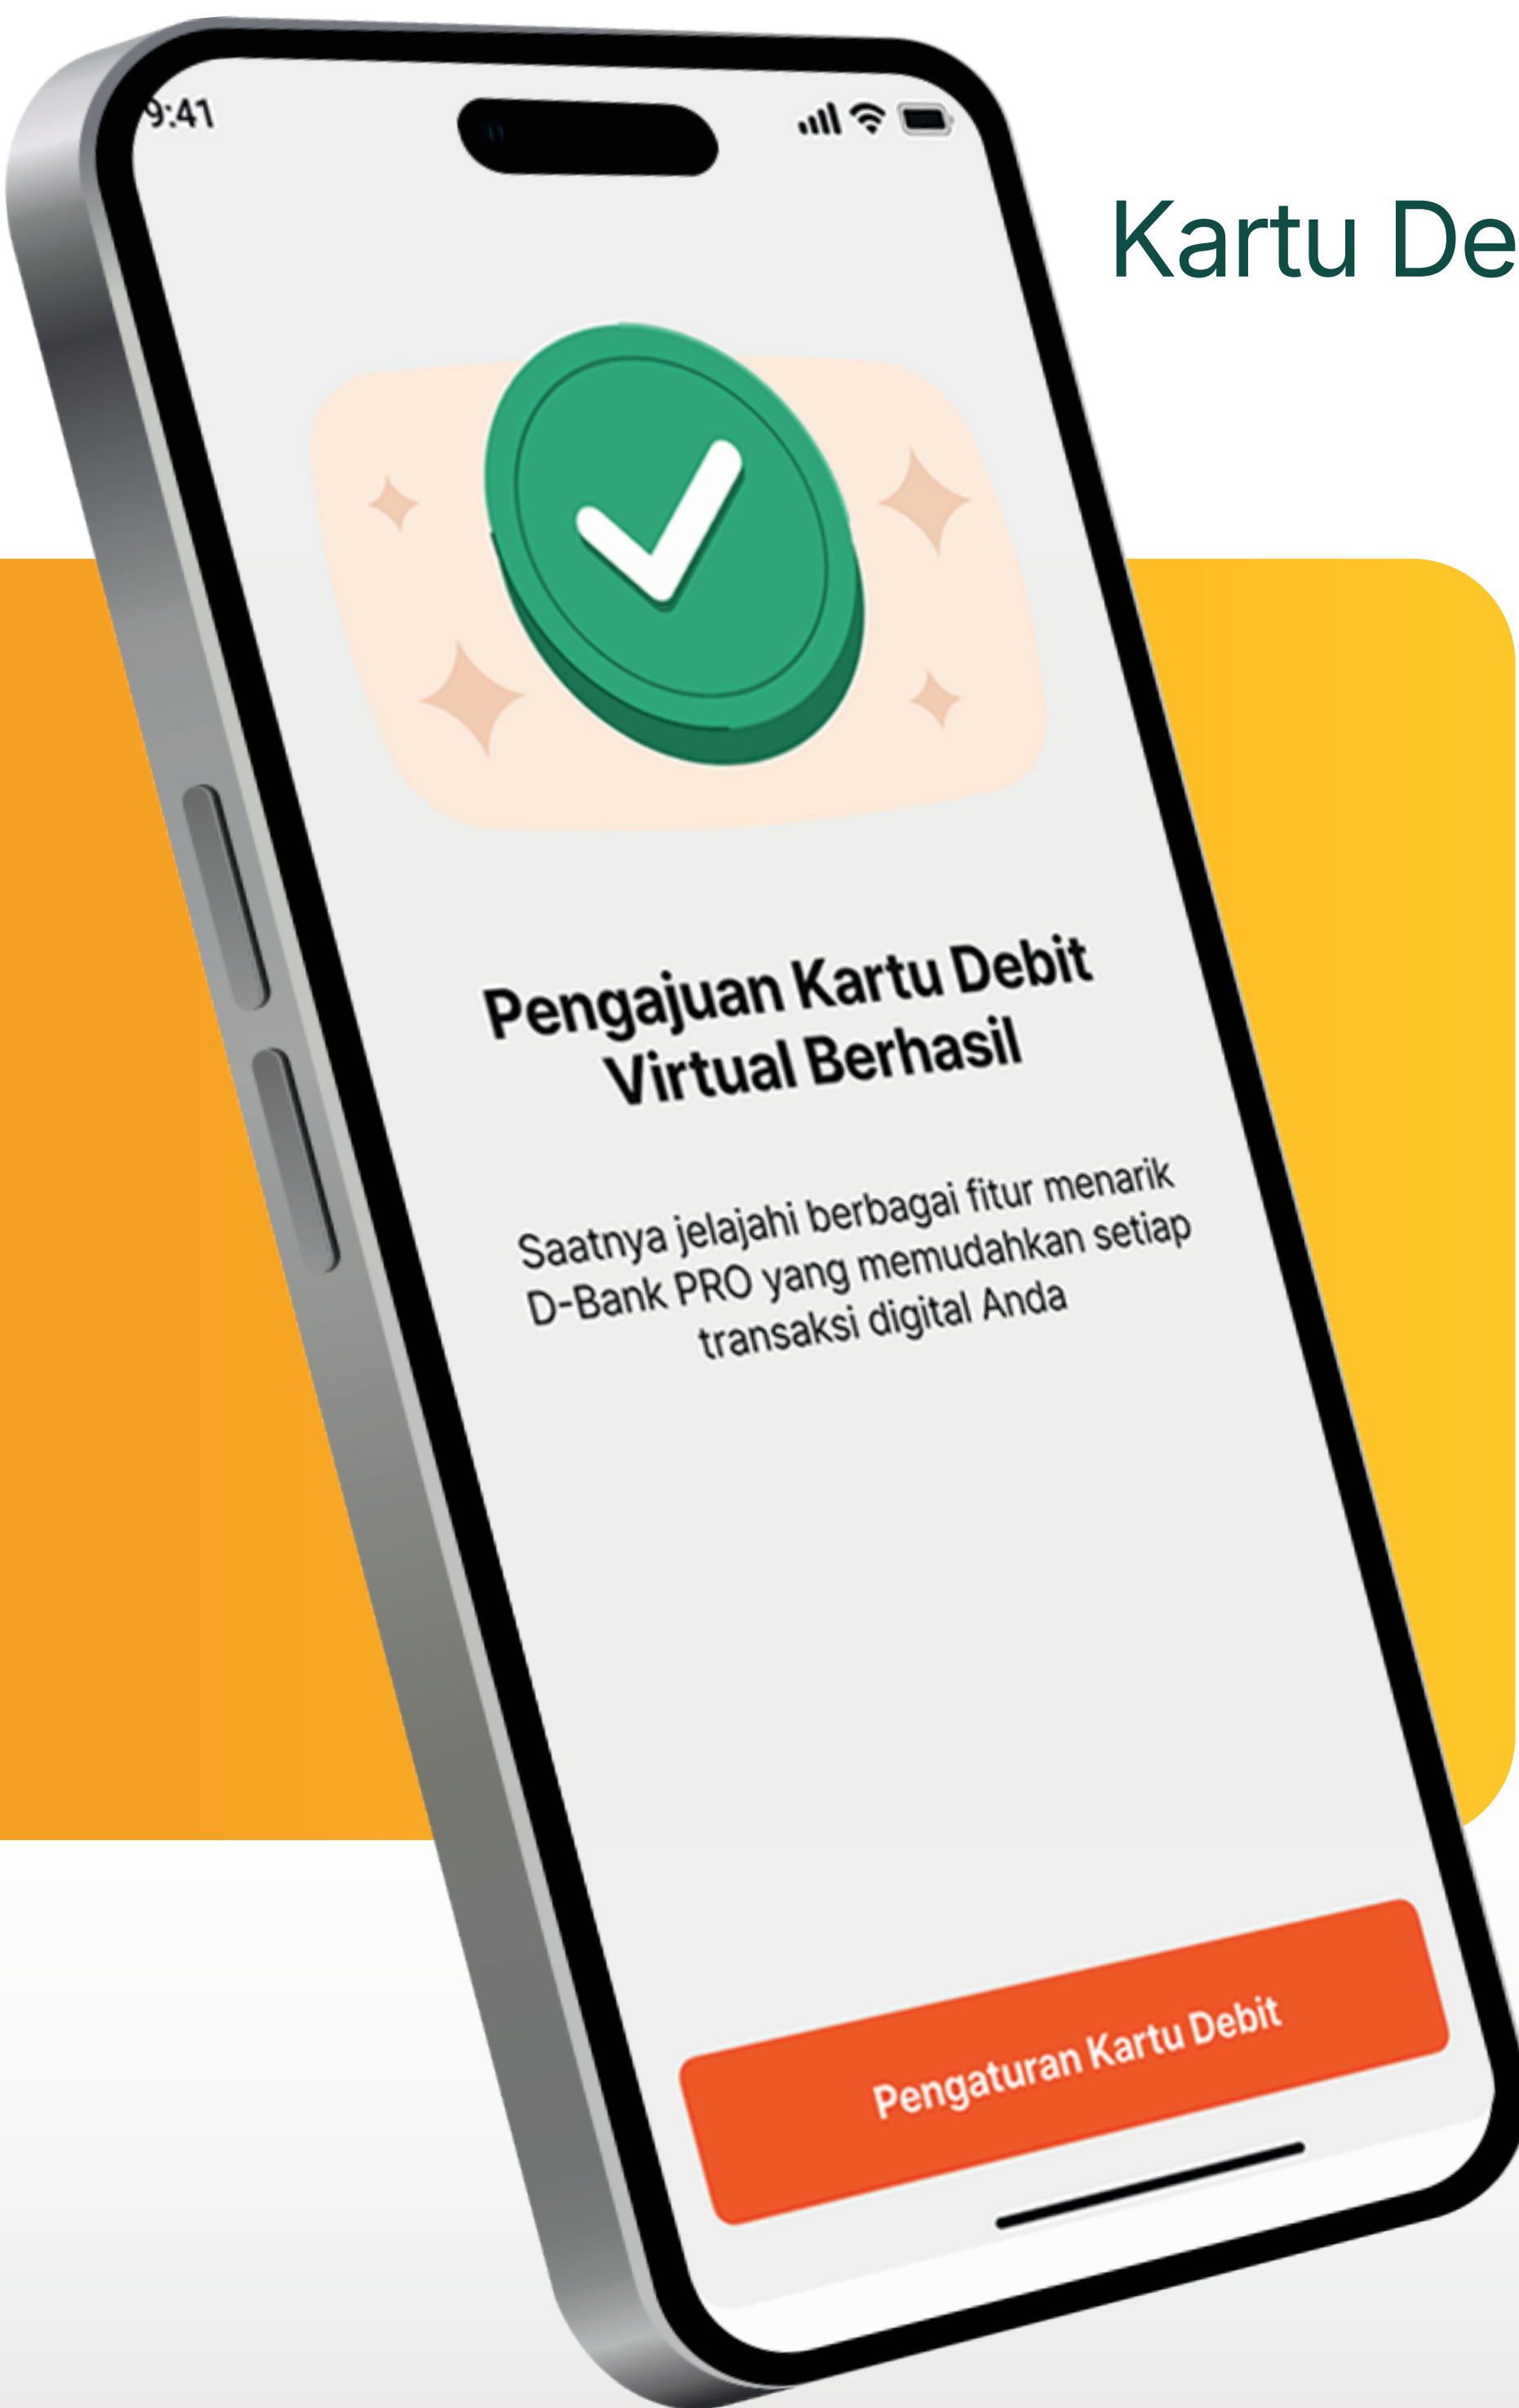 9:41
Kartu De
Pengajuan Kartu Debit
Virtual Berhasil
Saatnya jelajahi berbagai fitur menarik
D-Bank PRO yang memudahkan setiap
transaksi digital Anda
Pengaturan Kartu Debit